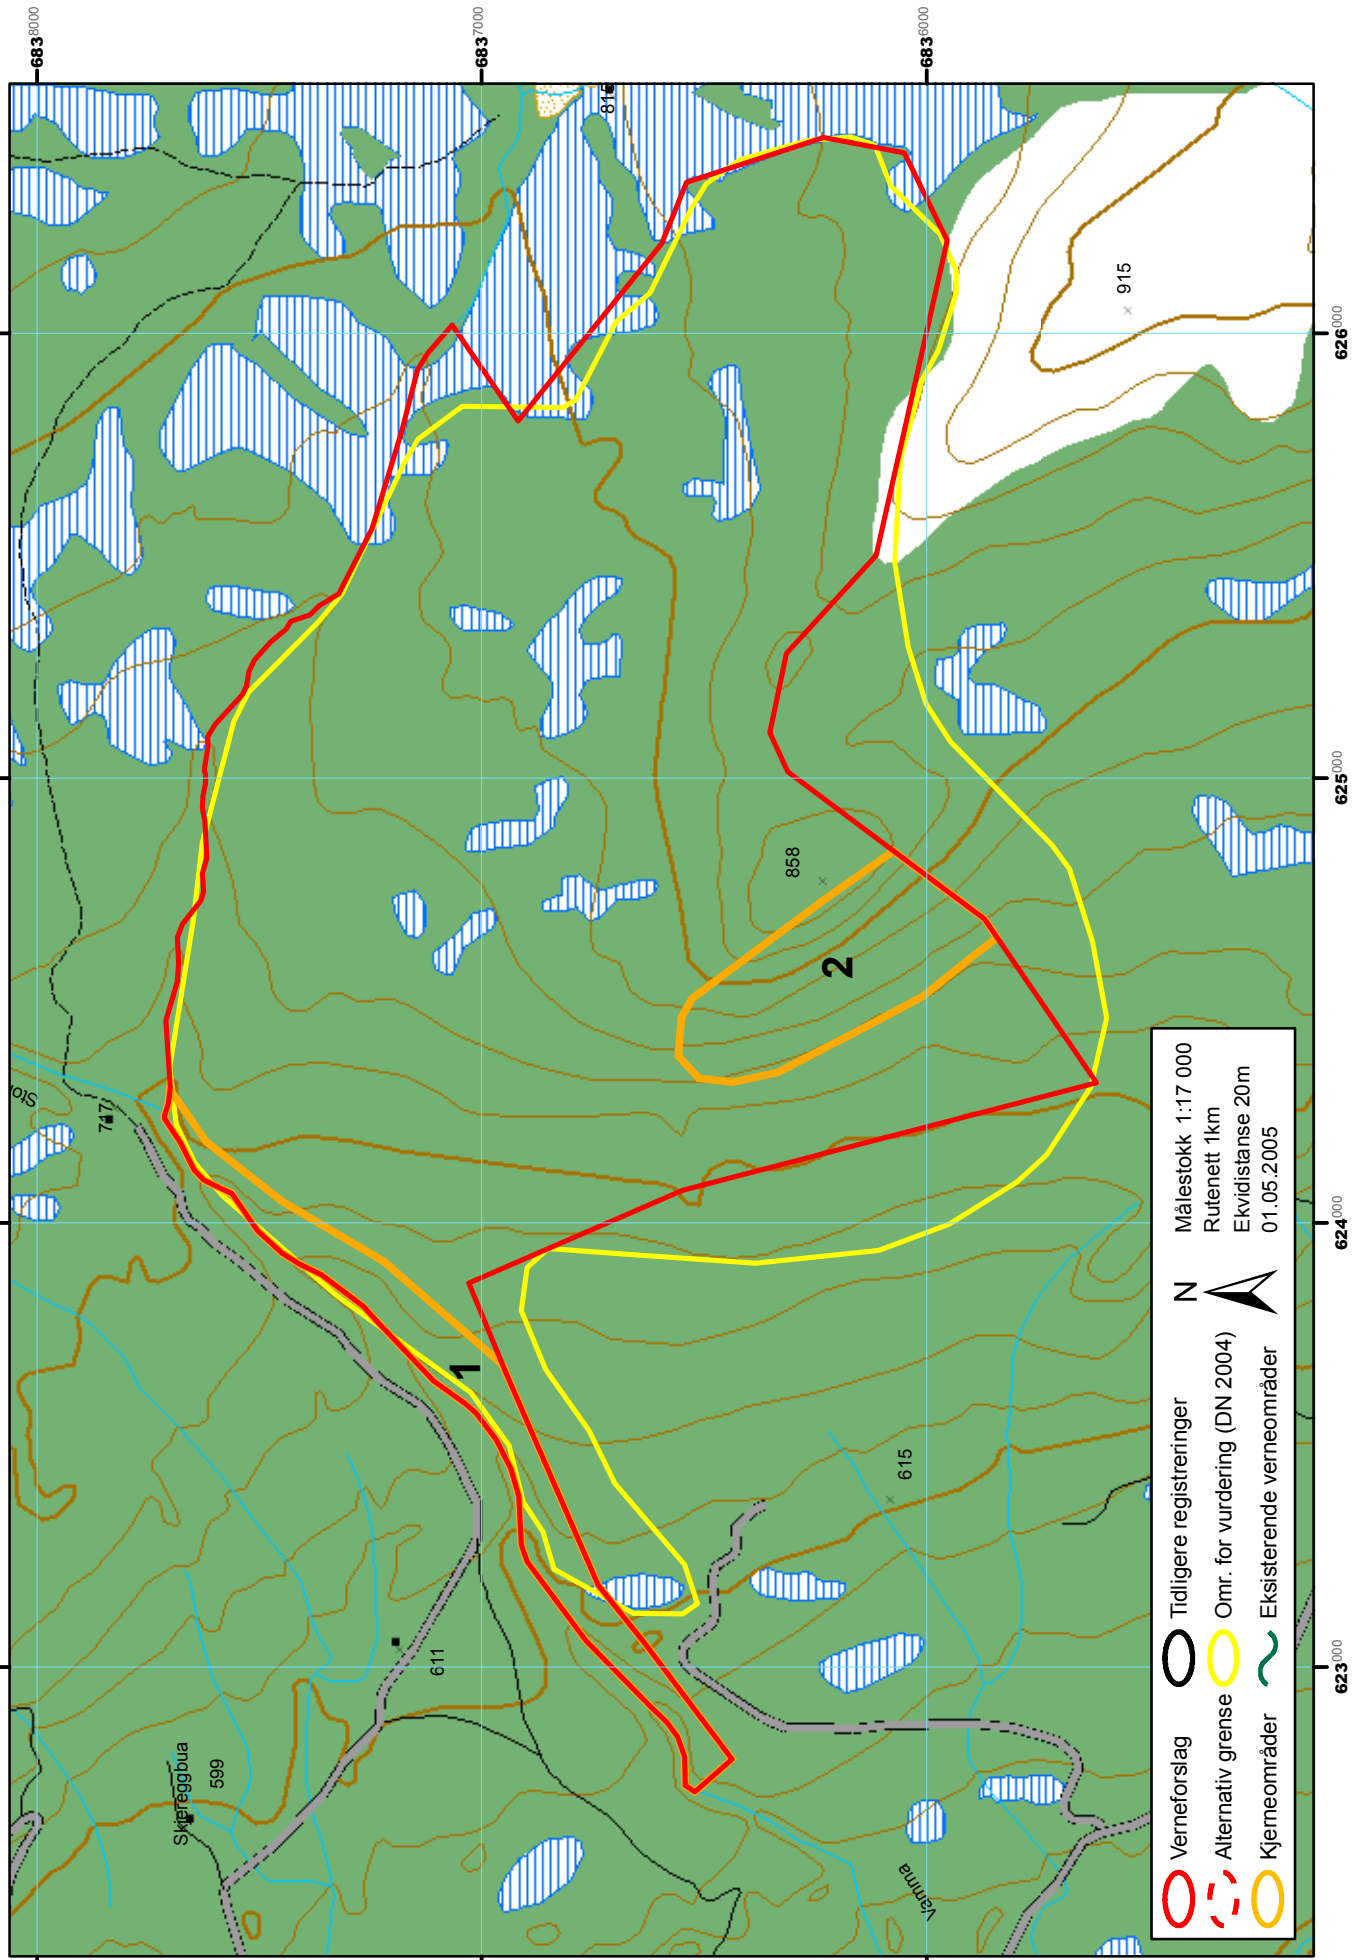 6838000
6837000
6836000
626000
625000
624000
623000
Skjereggbua
599
611
717
Stor
815
915
858
615
Vamma
1
2
Verneforslag
Alternativ grense
Kjerneområder
Tidligere registreringer
Omr. for vurdering (DN 2004)
Eksisterende verneområder
N
Målestokk 1:17 000
Rutenett 1km
Ekvidistanse 20m
01.05.2005